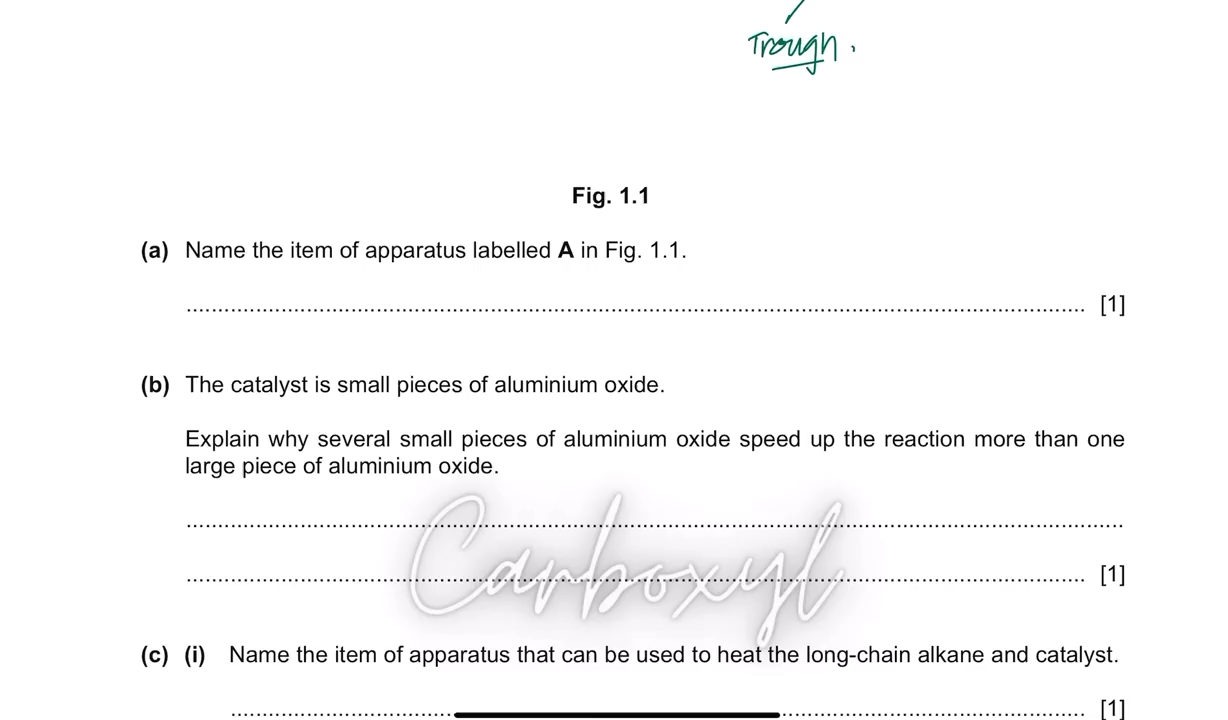 Trough.
Fig. 1.1
(a) Name the item of apparatus labelled A in Fig. 1.1.
.......................................................................................................................................... [1]
(b) The catalyst is small pieces of aluminium oxide.
Explain why several small pieces of aluminium oxide speed up the reaction more than one
large piece of aluminium oxide.
..........................................................................................................................................
.......................................................................................................................................... [1]
Carboxyl
(c) (i) Name the item of apparatus that can be used to heat the long-chain alkane and catalyst.
.......................................................................................................................................... [1]